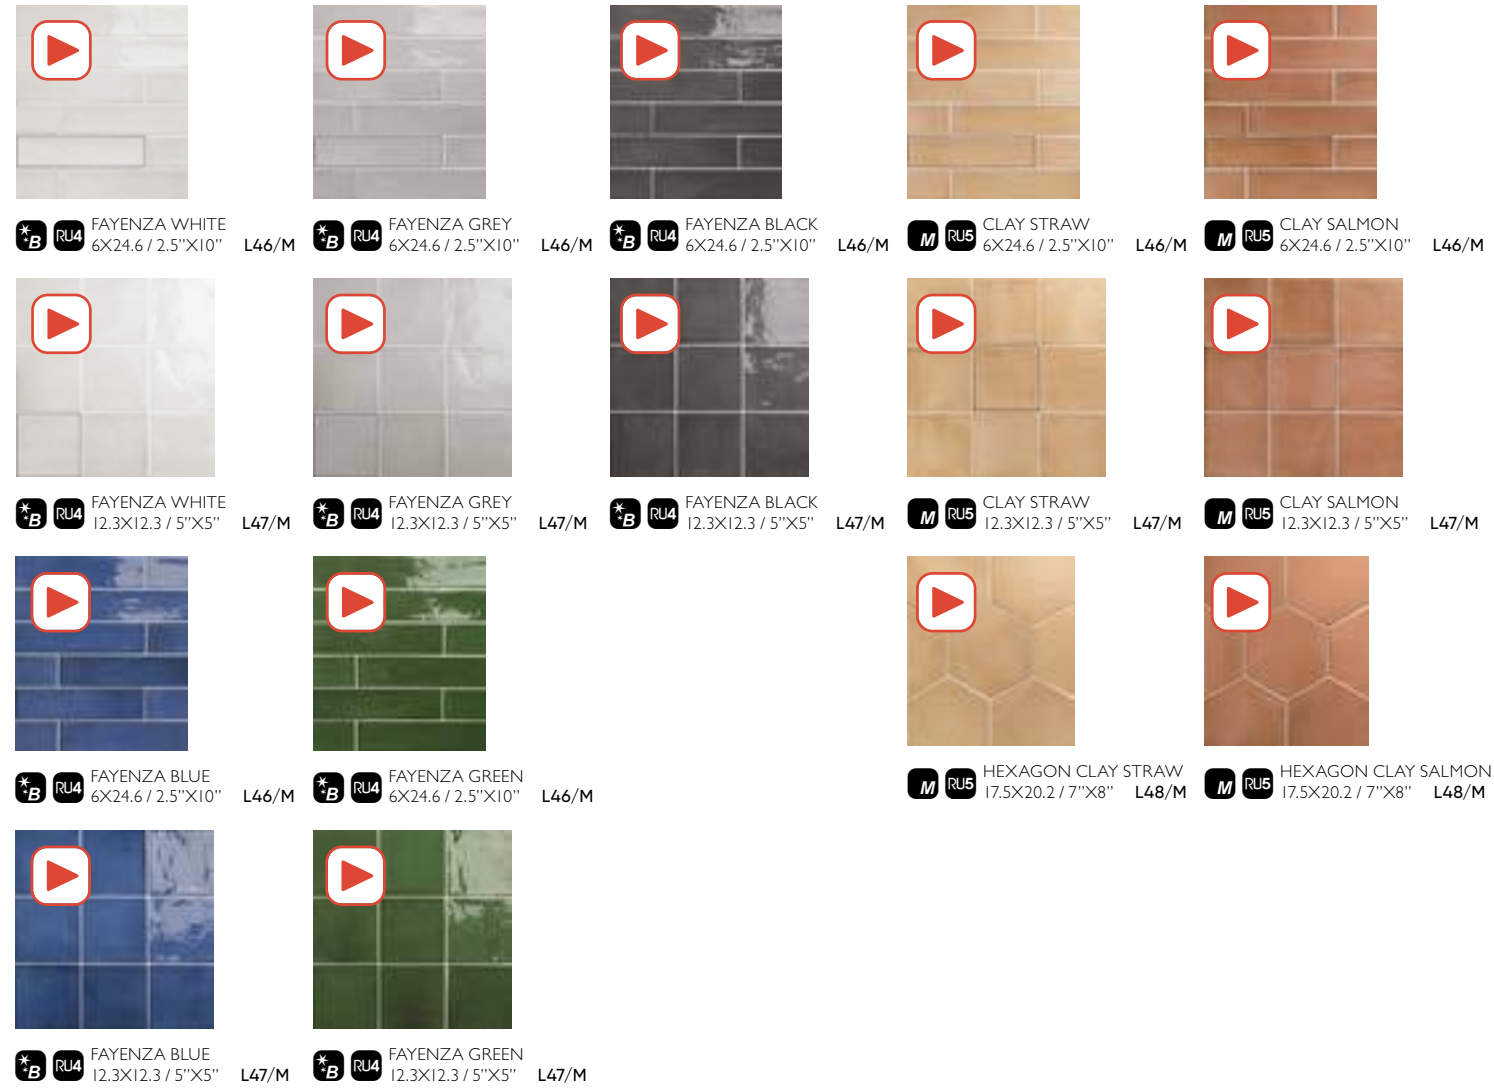 B RU4 FAYENZA WHITE
6X24.6 / 2.5”X10” L46/M
B RU4 FAYENZA GREY
6X24.6 / 2.5”X10” L46/M
B RU4 FAYENZA BLACK
6X24.6 / 2.5”X10” L46/M
M RU5 CLAY STRAW
6X24.6 / 2.5”X10” L46/M
M RU5 CLAY SALMON
6X24.6 / 2.5”X10” L46/M
B RU4 FAYENZA WHITE
12.3X12.3 / 5”X5” L47/M
B RU4 FAYENZA GREY
12.3X12.3 / 5”X5” L47/M
B RU4 FAYENZA BLACK
12.3X12.3 / 5”X5” L47/M
M RU5 CLAY STRAW
12.3X12.3 / 5”X5” L47/M
M RU5 CLAY SALMON
12.3X12.3 / 5”X5” L47/M
B RU4 FAYENZA BLUE
6X24.6 / 2.5”X10” L46/M
B RU4 FAYENZA GREEN
6X24.6 / 2.5”X10” L46/M
M RU5 HEXAGON CLAY STRAW
17.5X20.2 / 7”X8” L48/M
M RU5 HEXAGON CLAY SALMON
17.5X20.2 / 7”X8” L48/M
B RU4 FAYENZA BLUE
12.3X12.3 / 5”X5” L47/M
B RU4 FAYENZA GREEN
12.3X12.3 / 5”X5” L47/M